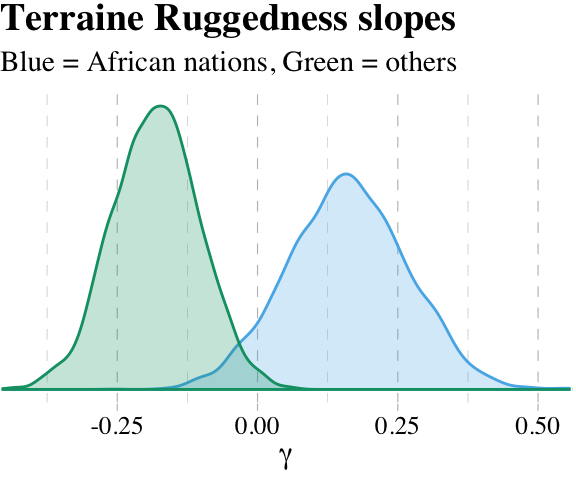 Terraine Ruggedness slopes
Blue = African nations, Green = others
-0.25 0.00 0.25 0.50
γ